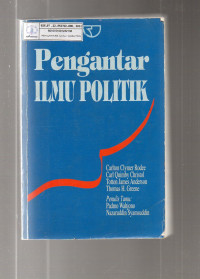 Pengantar
ILMU POLITIK
Carlton Clymer Rodee
Carl Quimby Christol
Totton James Anderson
Thomas H. Greene
Penulis Tamu:
Padmo Wahjono
Nazaruddin Syamsuddin